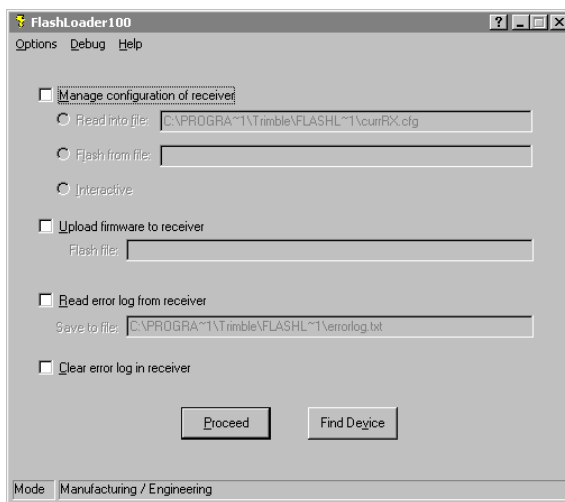 FlashLoader100
Options Debug Help
Manage configuration of receiver
Read into file: C:\PROGRA~1\Trimble\FLASHL~1\currRX.cfg
Flash from file:
Interactive
Upload firmware to receiver
Flash file:
Read error log from receiver
Save to file: C:\PROGRA~1\Trimble\FLASHL~1\errorlog.txt
Clear error log in receiver
Proceed Find Device
Mode Manufacturing / Engineering